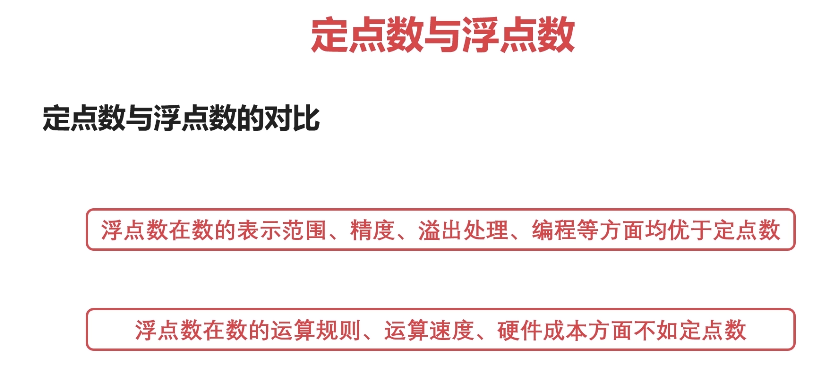 定点数与浮点数
定点数与浮点数的对比
浮点数在数的表示范围、精度、溢出处理、编程等方面均优于定点数
浮点数在数的运算规则、运算速度、硬件成本方面不如定点数